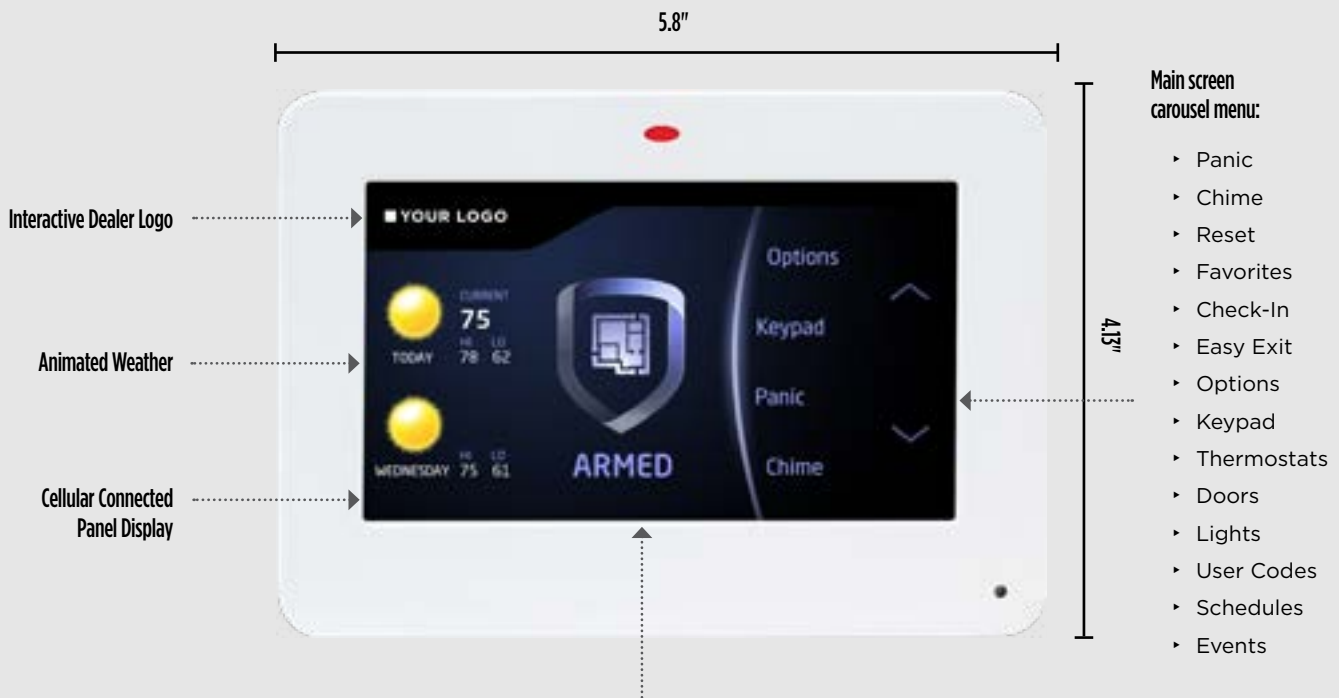 5.8"
Main screen
carousel menu:
▸ Panic
▸ Chime
▸ Reset
▸ Favorites
▸ Check-In
▸ Easy Exit
▸ Options
▸ Keypad
▸ Thermostats
▸ Doors
▸ Lights
▸ User Codes
▸ Schedules
▸ Events
4.13"
Interactive Dealer Logo
Animated Weather
Cellular Connected
Panel Display
YOUR LOGO
CURRENT
75
HI LO
TODAY 78 62
HI LO
WEDNESDAY 75 61
ARMED
Options
Keypad
Panic
Chime